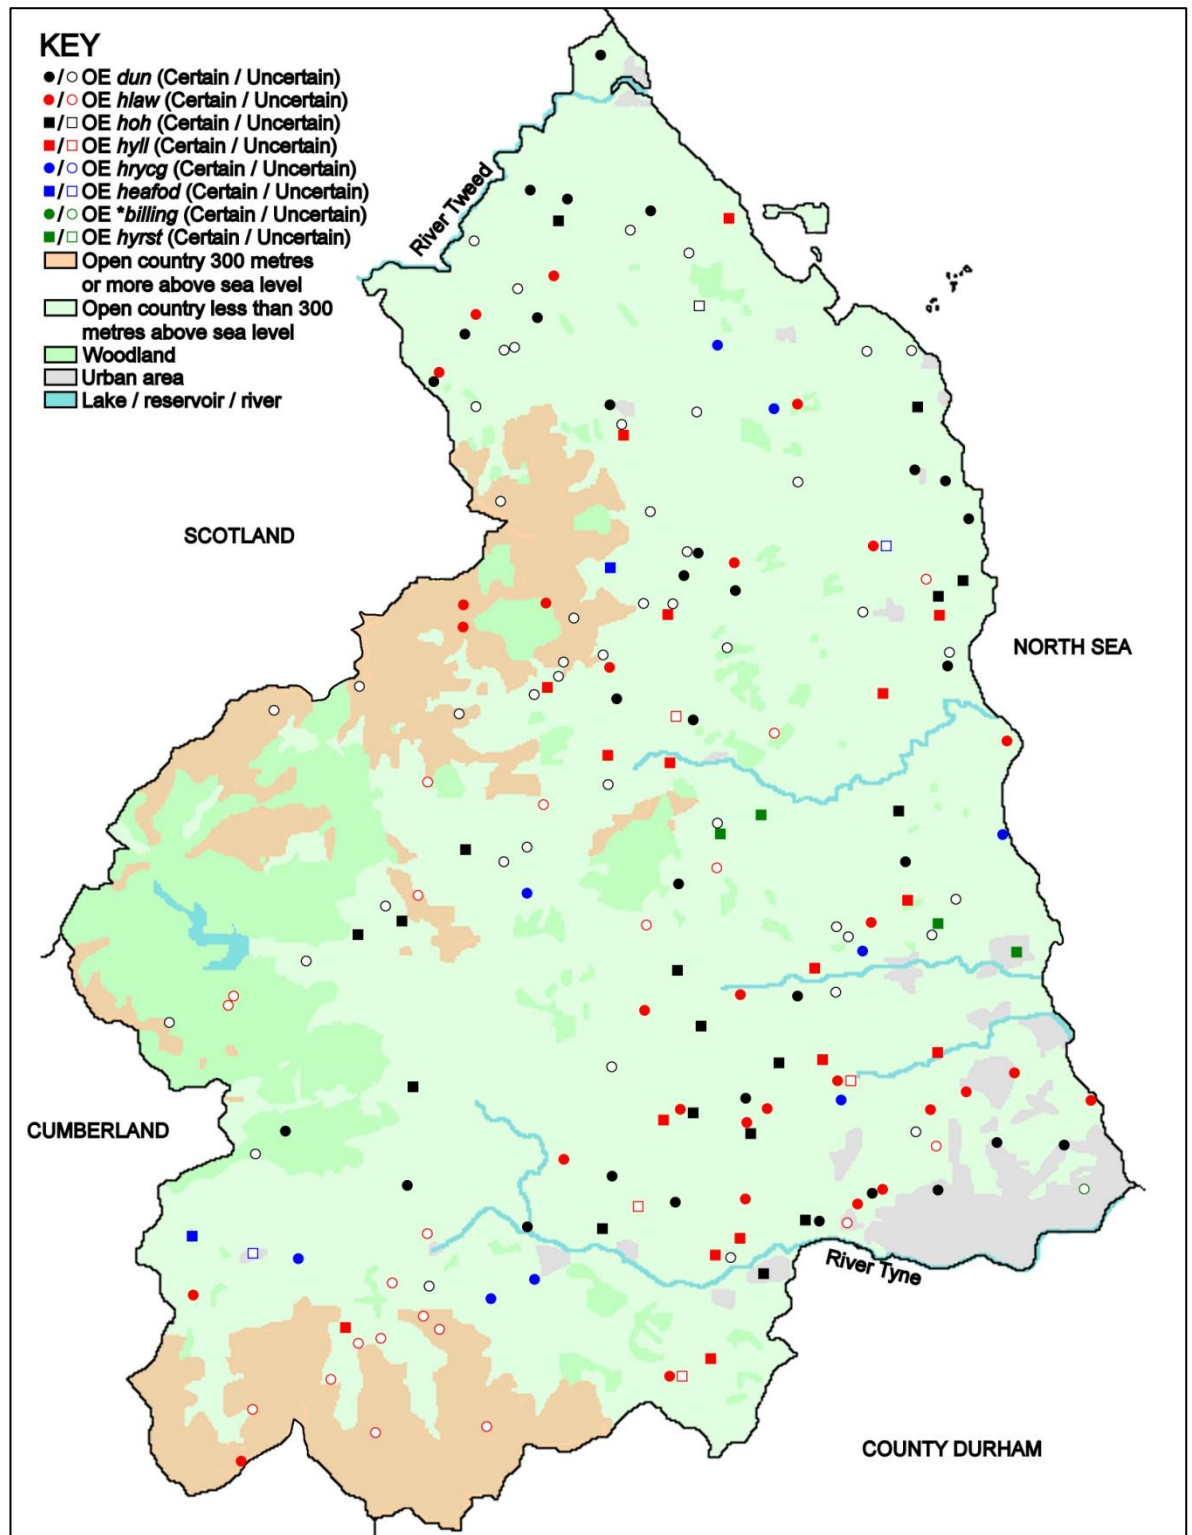 KEY
●/○ OE dun (Certain / Uncertain)
●/○ OE hlaw (Certain / Uncertain)
■/□ OE hoh (Certain / Uncertain)
■/□ OE hyll (Certain / Uncertain)
●/○ OE hrycg (Certain / Uncertain)
■/□ OE heafod (Certain / Uncertain)
●/○ OE *billing (Certain / Uncertain)
■/□ OE hyrst (Certain / Uncertain)
Open country 300 metres
or more above sea level
Open country less than 300
metres above sea level
Woodland
Urban area
Lake / reservoir / river
River Tweed
SCOTLAND
NORTH SEA
CUMBERLAND
River Tyne
COUNTY DURHAM